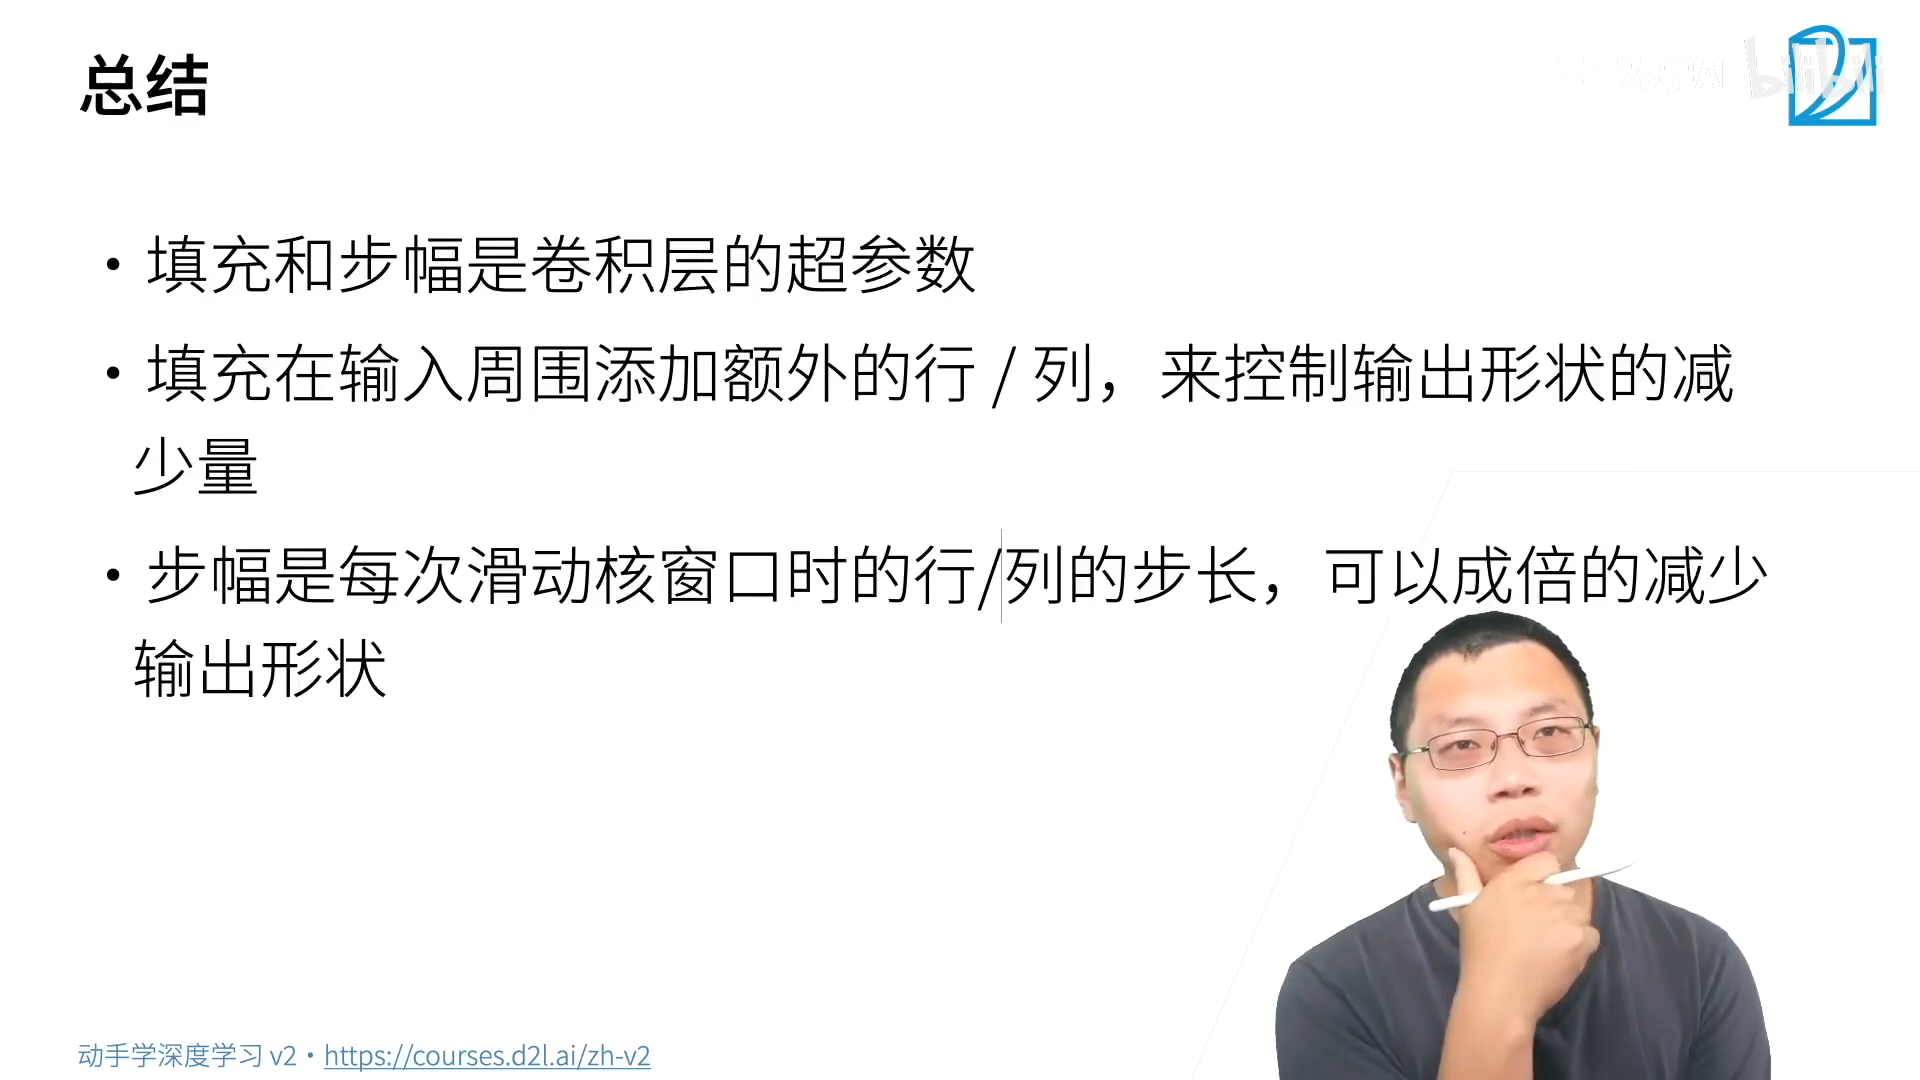 总结
• 填充和步幅是卷积层的超参数
• 填充在输入周围添加额外的行 / 列，来控制输出形状的减
少量
• 步幅是每次滑动核窗口时的行/列的步长，可以成倍的减少
输出形状
动手学深度学习 v2 • https://courses.d2l.ai/zh-v2